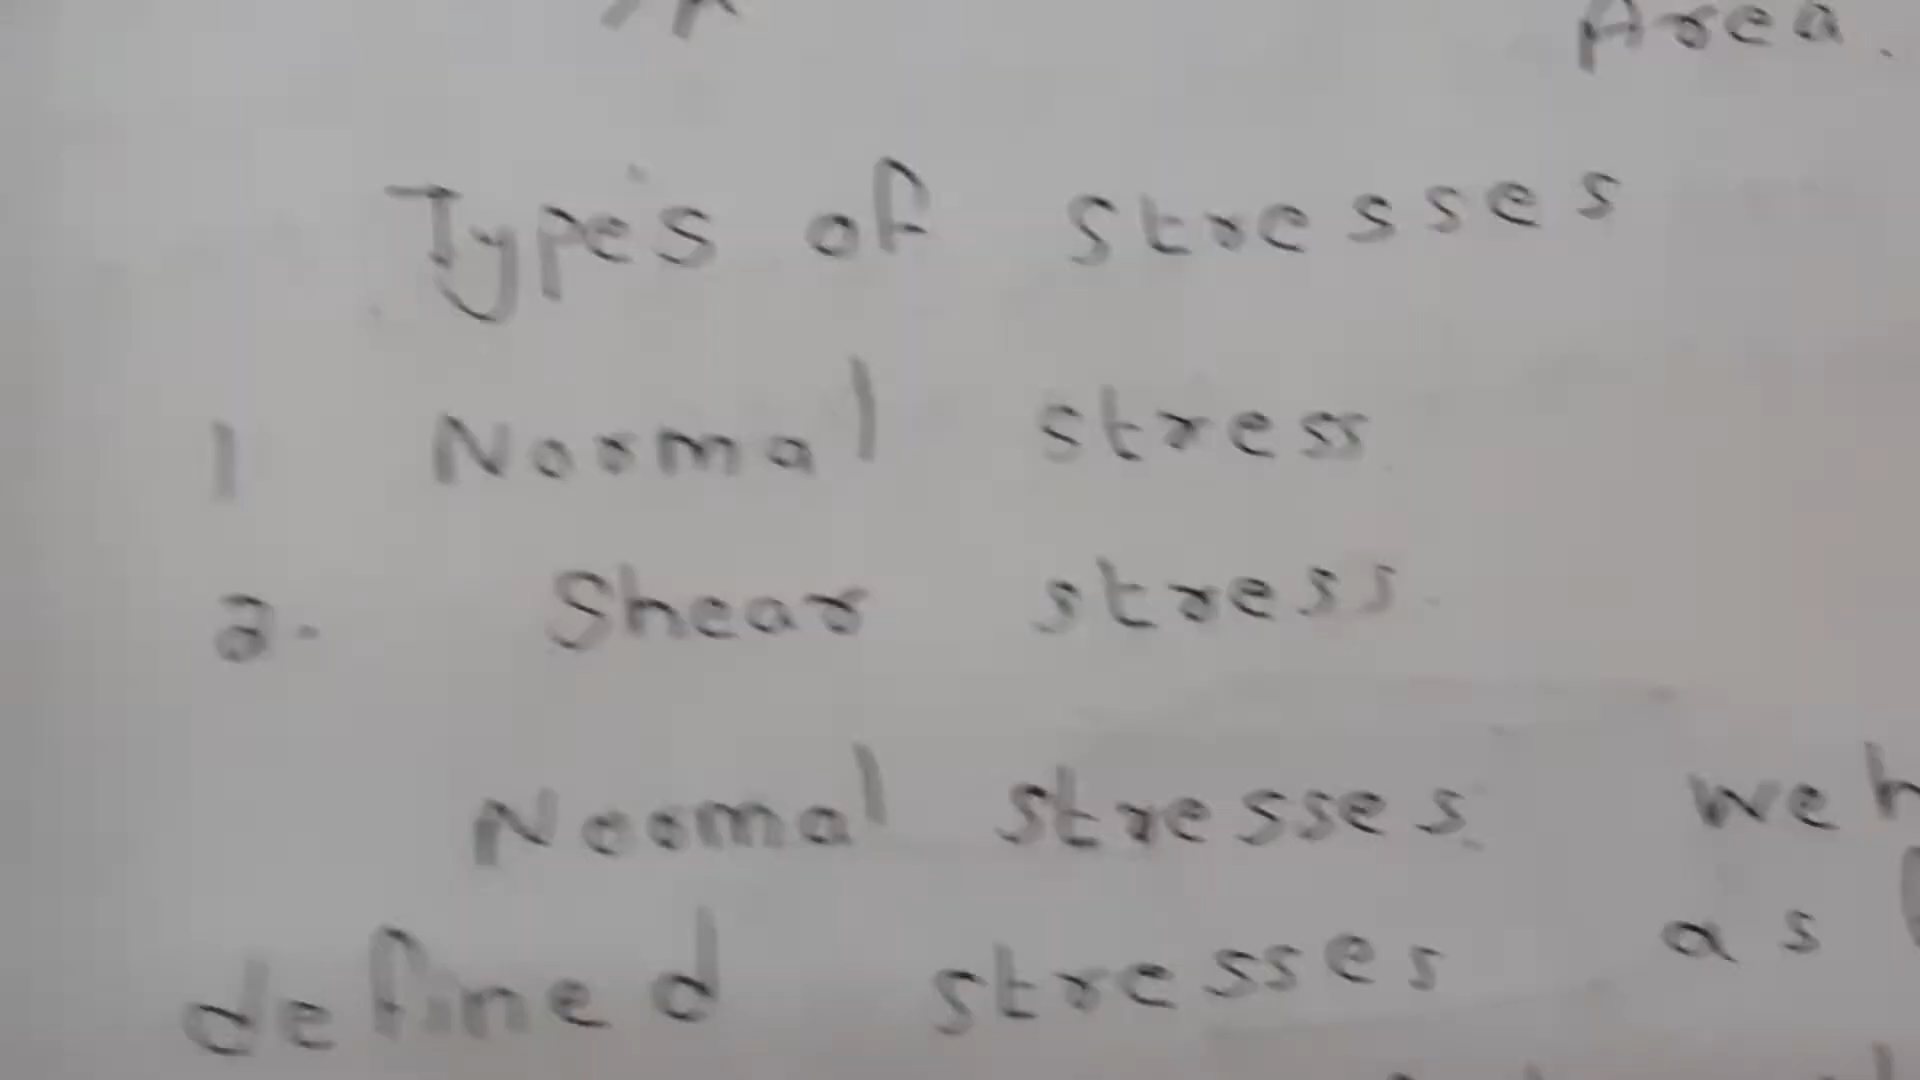 Area.
Types of stresses
1 Normal stress
2. Shear stress.
Normal stresses. we
defined stresses as